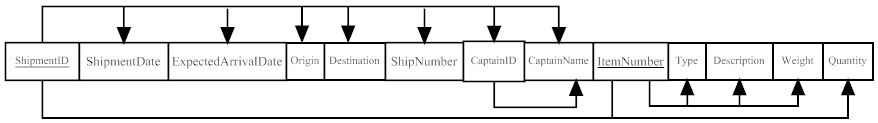 ShipmentID ShipmentDate ExpectedArrivalDate Origin Destination ShipNumber CaptainID CaptainName ItemNumber Type Description Weight Quantity